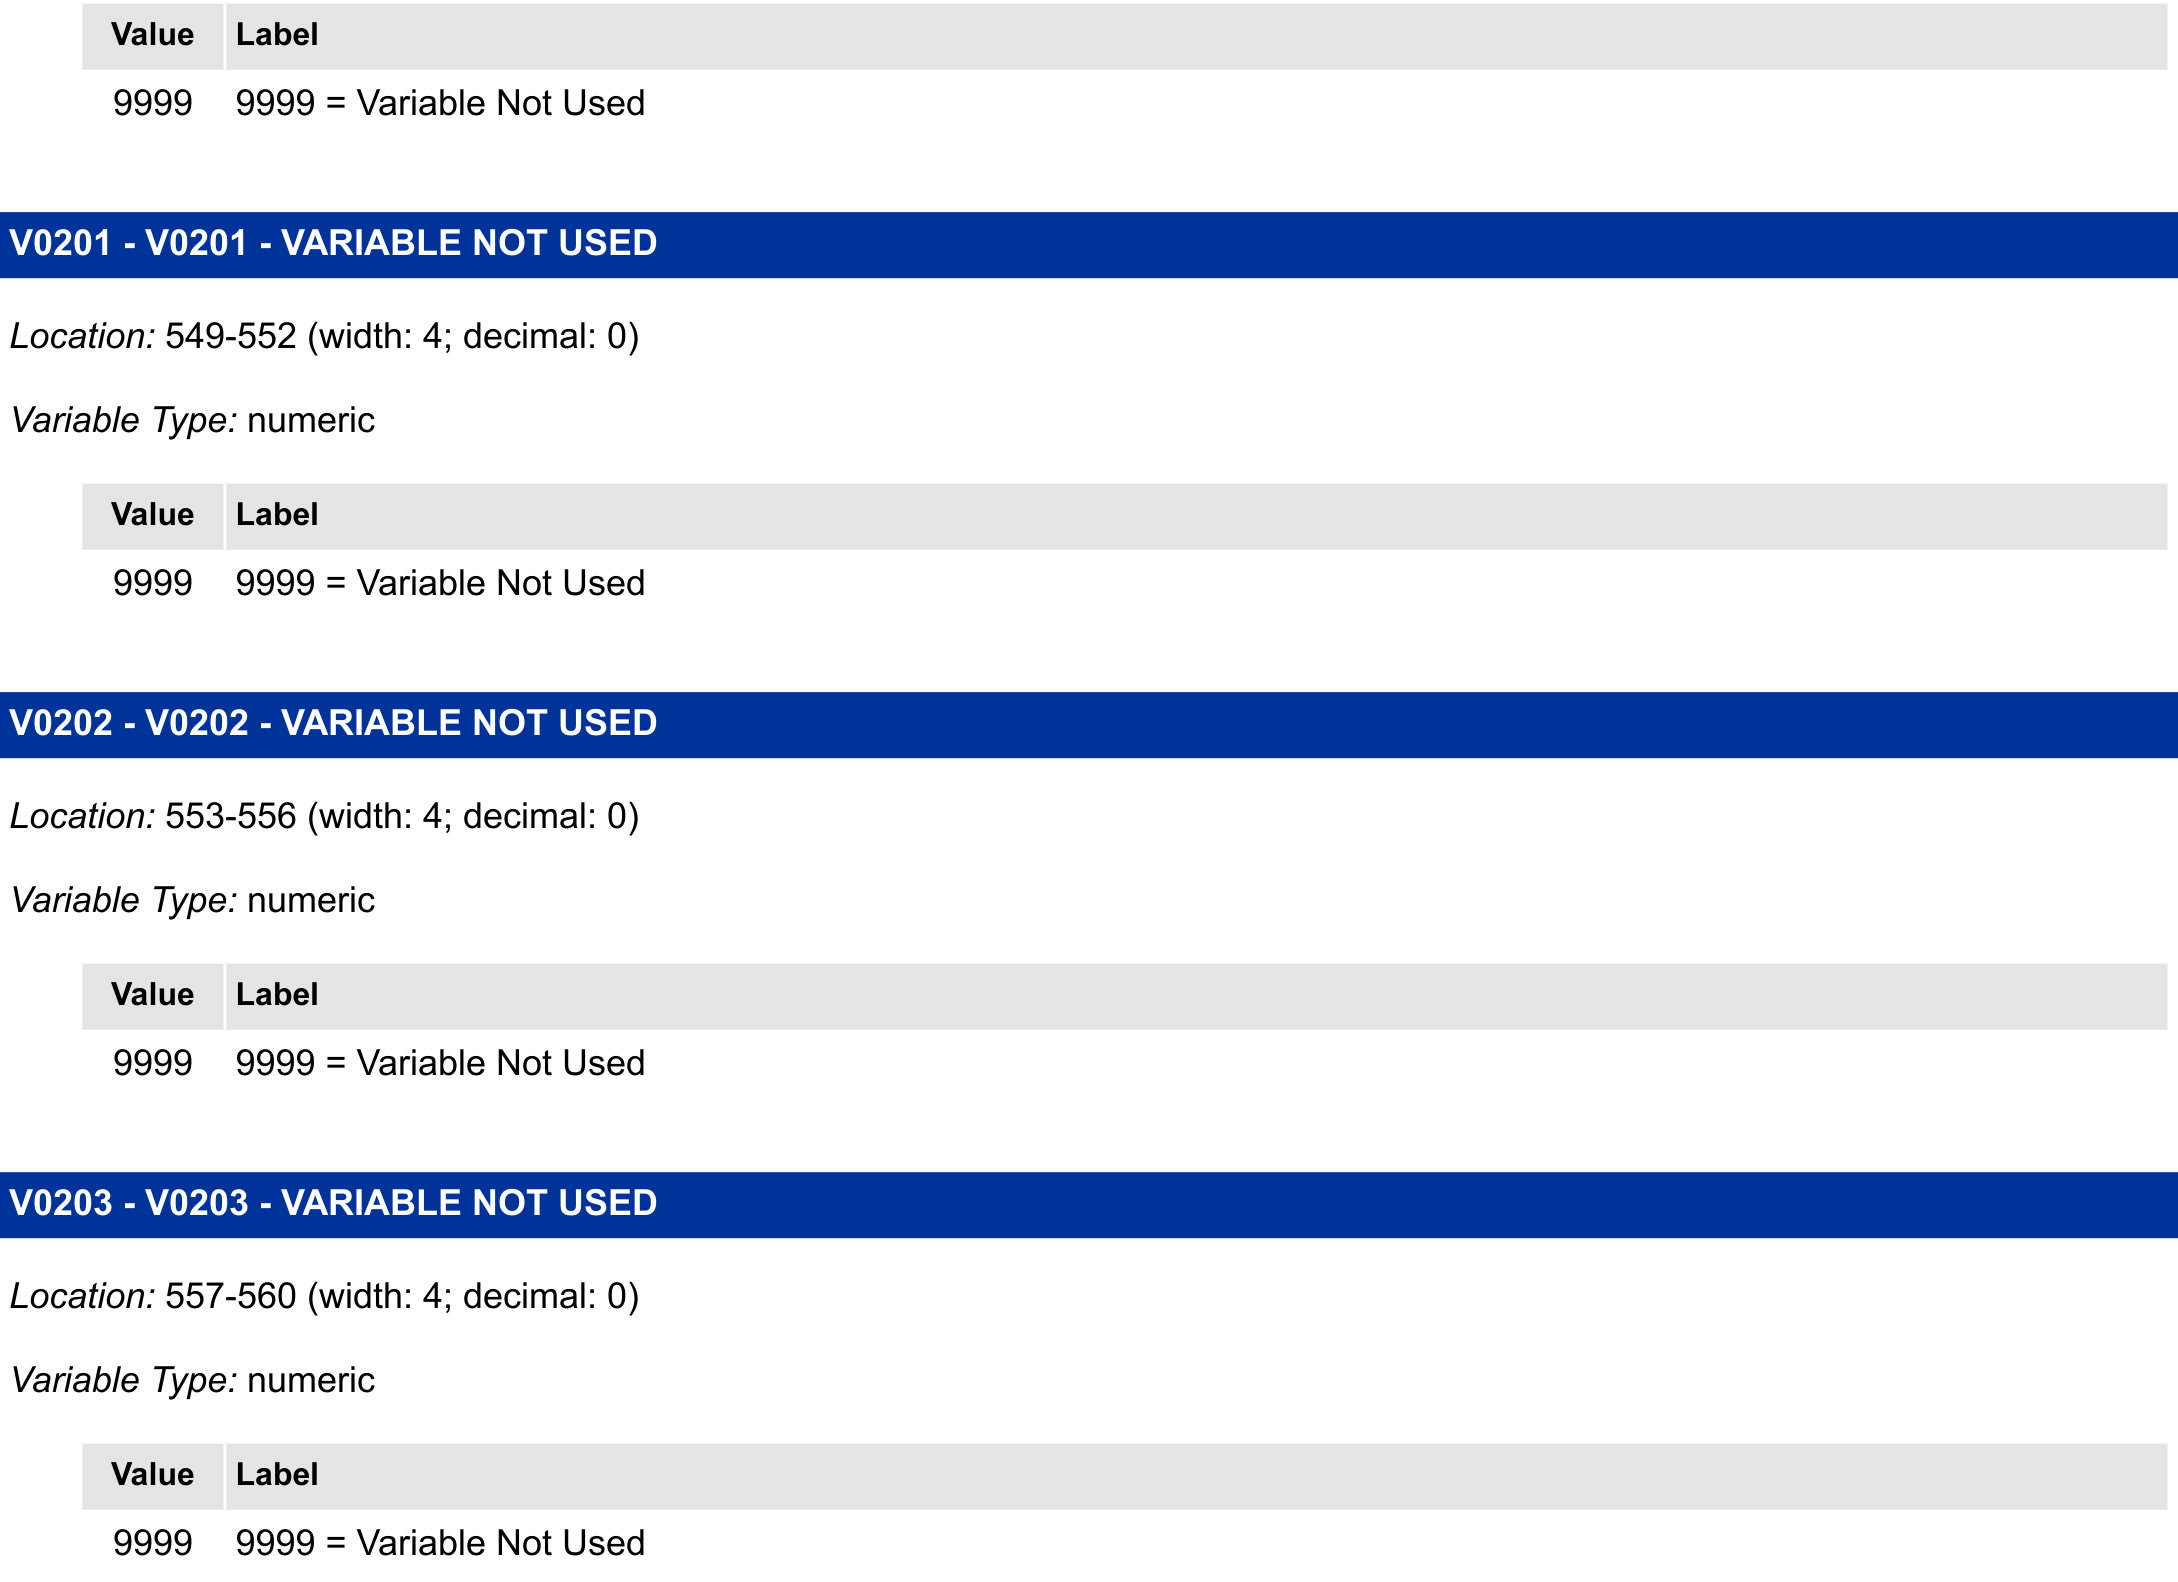 Value Label
9999 9999 = Variable Not Used
V0201 - V0201 - VARIABLE NOT USED
Location: 549-552 (width: 4; decimal: 0)
Variable Type: numeric
Value Label
9999 9999 = Variable Not Used
V0202 - V0202 - VARIABLE NOT USED
Location: 553-556 (width: 4; decimal: 0)
Variable Type: numeric
Value Label
9999 9999 = Variable Not Used
V0203 - V0203 - VARIABLE NOT USED
Location: 557-560 (width: 4; decimal: 0)
Variable Type: numeric
Value Label
9999 9999 = Variable Not Used